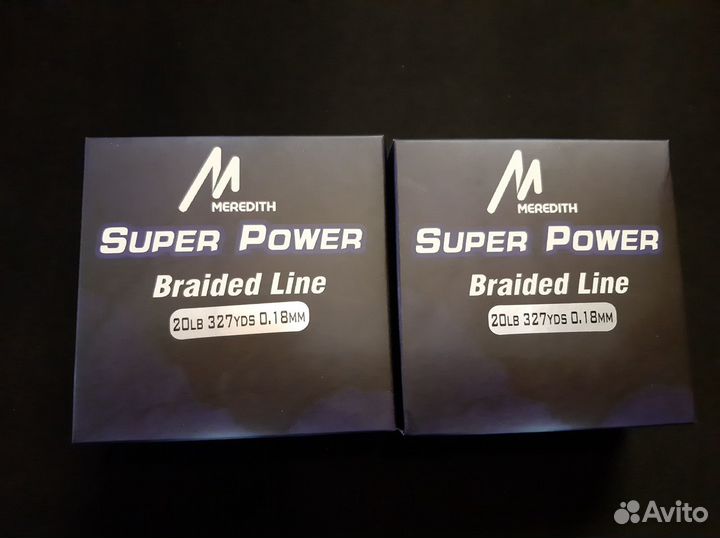 MEREDITH
SUPER POWER
Braided Line
20LB 327YDS 0.18MM
MEREDITH
SUPER POWER
Braided Line
20LB 327YDS 0.18MM
Avito